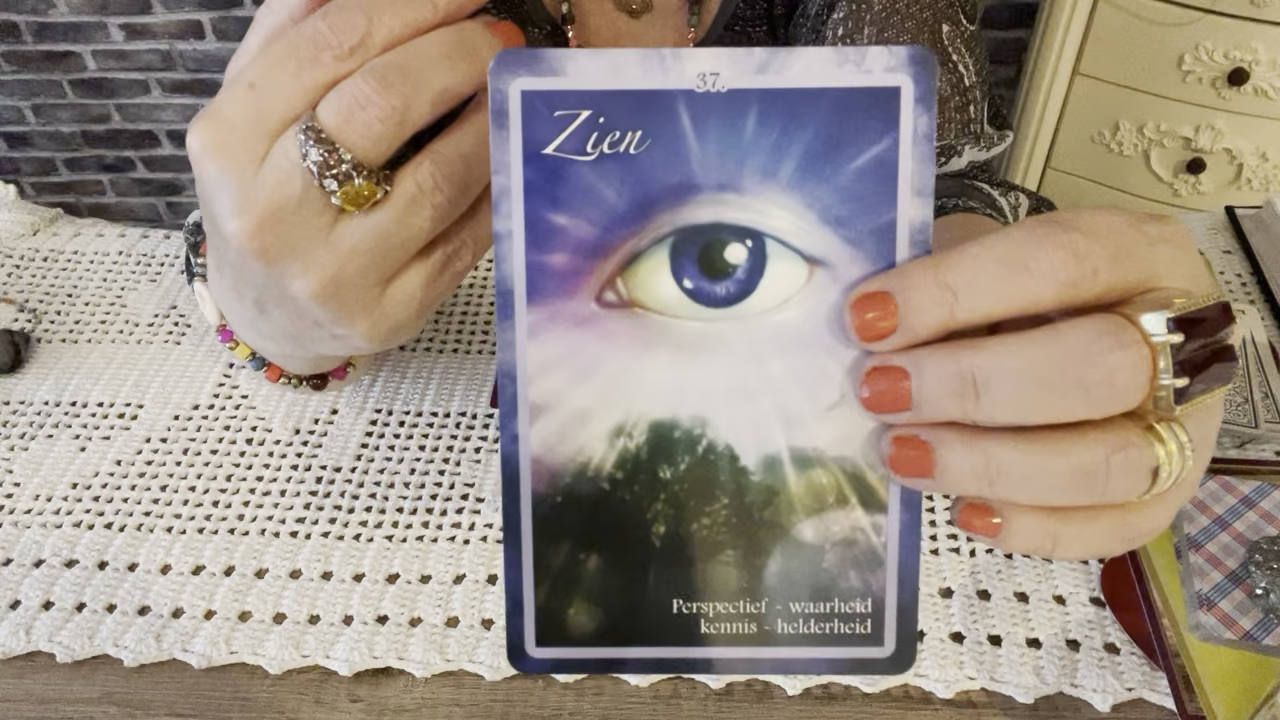 37.
Zien
Perspectief - waarheid
kennis - helderheid